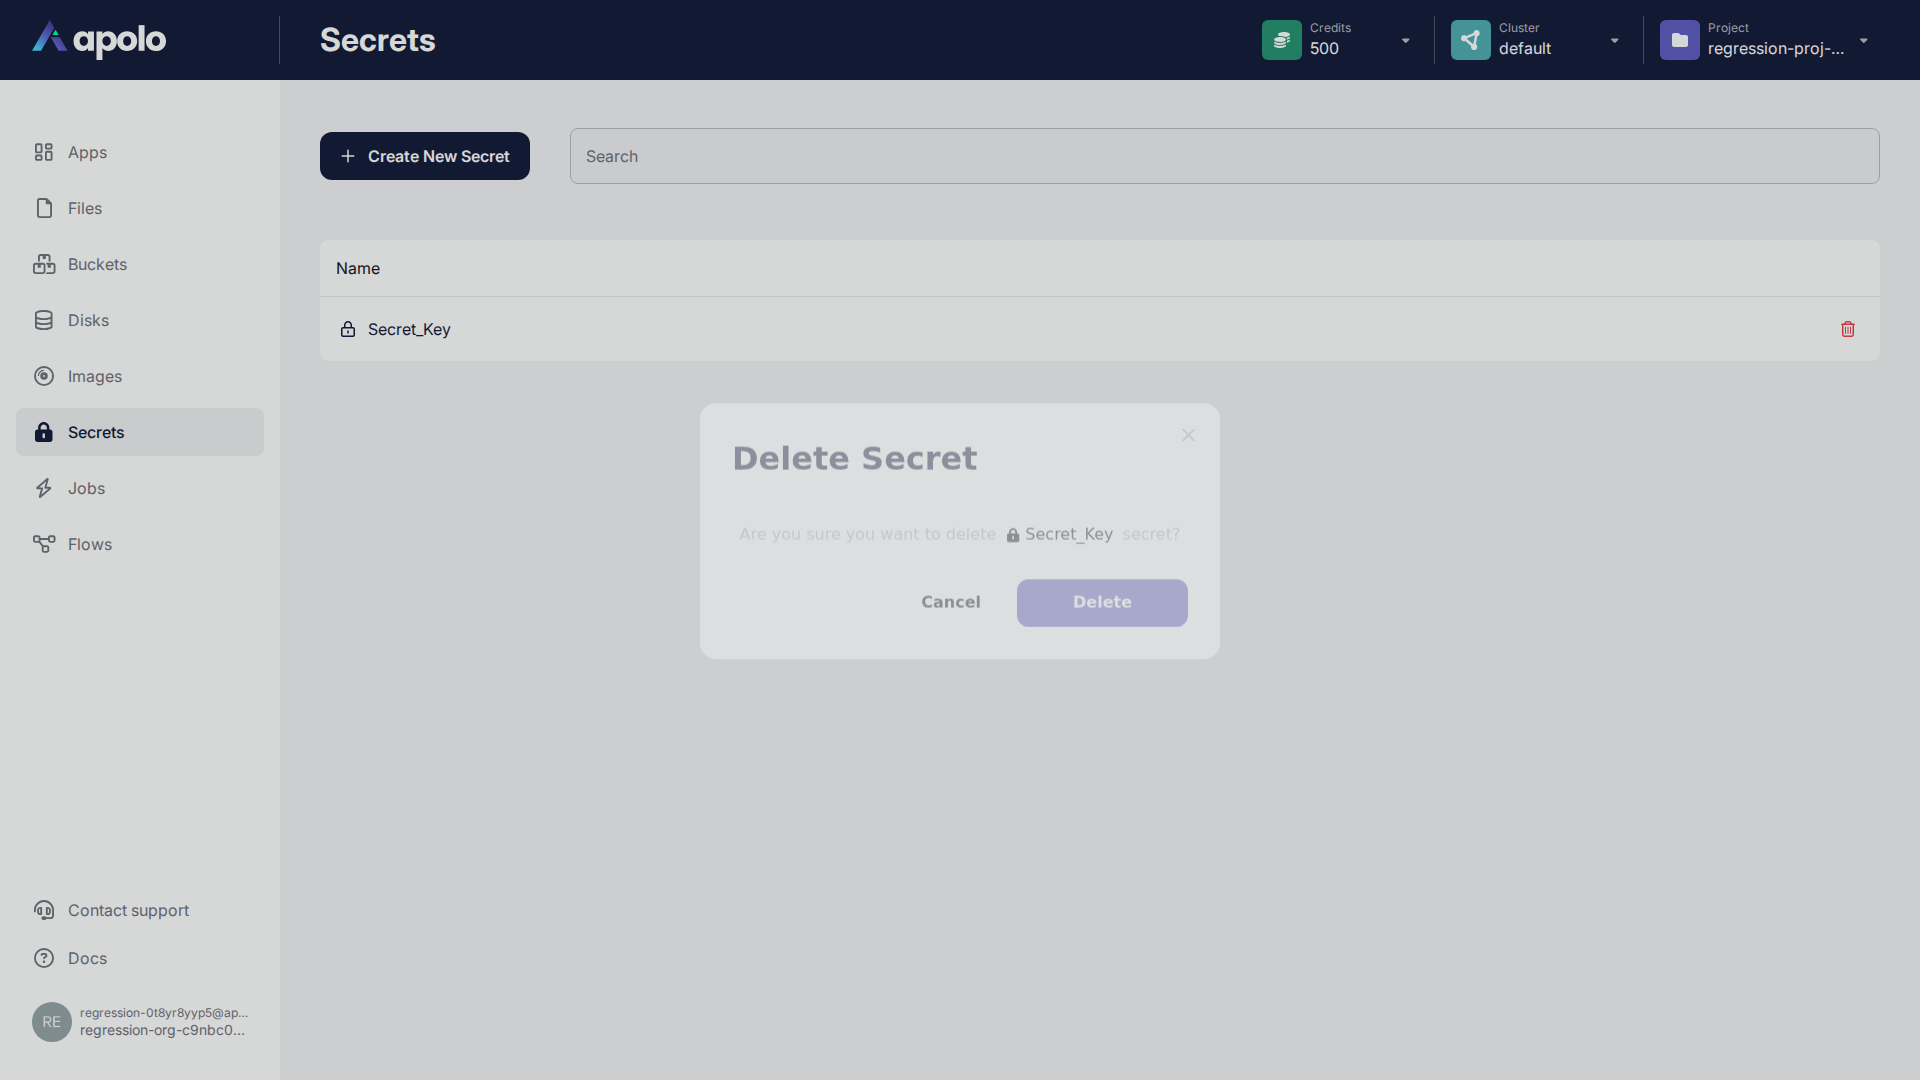 apolo
Secrets
Credits
500
Cluster
default
Project
regression-proj-...
Apps
Files
Buckets
Disks
Images
Secrets
Jobs
Flows
Create New Secret
Search
Name
Secret_Key
Delete Secret
Are you sure you want to delete Secret_Key secret?
Cancel
Delete
Contact support
Docs
RE
regression-0t8yr8yyp5@ap...
regression-org-c9nbc0...